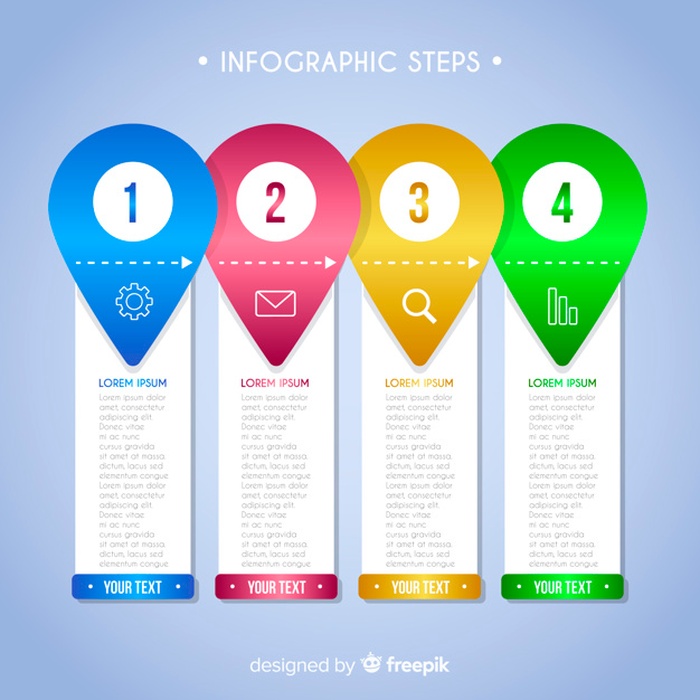 • INFOGRAPHIC STEPS •
1
2
3
4
LOREM IPSUM
Lorem ipsum dolor
amet, consectetur
adipiscing elit.
Donec vitae
mi ac nunc
cursus gravida
sit amet at massa.
dictum, lacus sed
elementum congue
Lorem ipsum dolor
amet, consectetur
adipiscing elit.
Donec vitae
mi ac nunc
cursus gravida
sit amet at massa.
dictum, lacus sed
elementum congue
• YOUR TEXT •
LOREM IPSUM
Lorem ipsum dolor
amet, consectetur
adipiscing elit.
Donec vitae
mi ac nunc
cursus gravida
sit amet at massa.
dictum, lacus sed
elementum congue
Lorem ipsum dolor
amet, consectetur
adipiscing elit.
Donec vitae
mi ac nunc
cursus gravida
sit amet at massa.
dictum, lacus sed
elementum congue
• YOUR TEXT •
LOREM IPSUM
Lorem ipsum dolor
amet, consectetur
adipiscing elit.
Donec vitae
mi ac nunc
cursus gravida
sit amet at massa.
dictum, lacus sed
elementum congue
Lorem ipsum dolor
amet, consectetur
adipiscing elit.
Donec vitae
mi ac nunc
cursus gravida
sit amet at massa.
dictum, lacus sed
elementum congue
• YOUR TEXT •
LOREM IPSUM
Lorem ipsum dolor
amet, consectetur
adipiscing elit.
Donec vitae
mi ac nunc
cursus gravida
sit amet at massa.
dictum, lacus sed
elementum congue
Lorem ipsum dolor
amet, consectetur
adipiscing elit.
Donec vitae
mi ac nunc
cursus gravida
sit amet at massa.
dictum, lacus sed
elementum congue
• YOUR TEXT •
designed by freepik